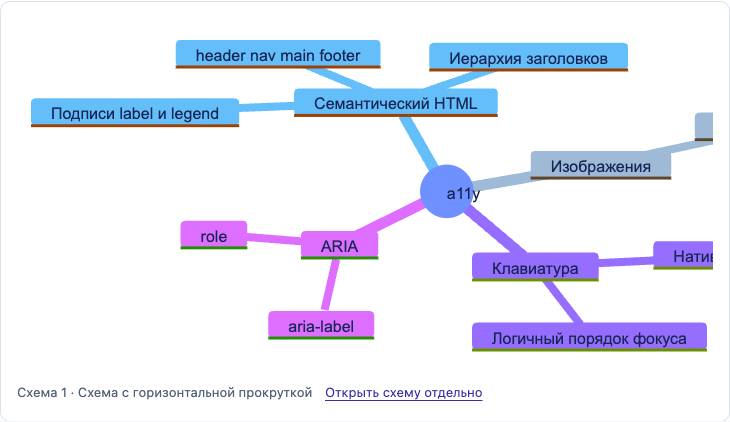 header nav main footer
Иерархия заголовков
Подписи label и legend
Семантический HTML
Изображения
a11y
role
ARIA
Клавиатура
Натив
aria-label
Логичный порядок фокуса
Схема 1 · Схема с горизонтальной прокруткой Открыть схему отдельно